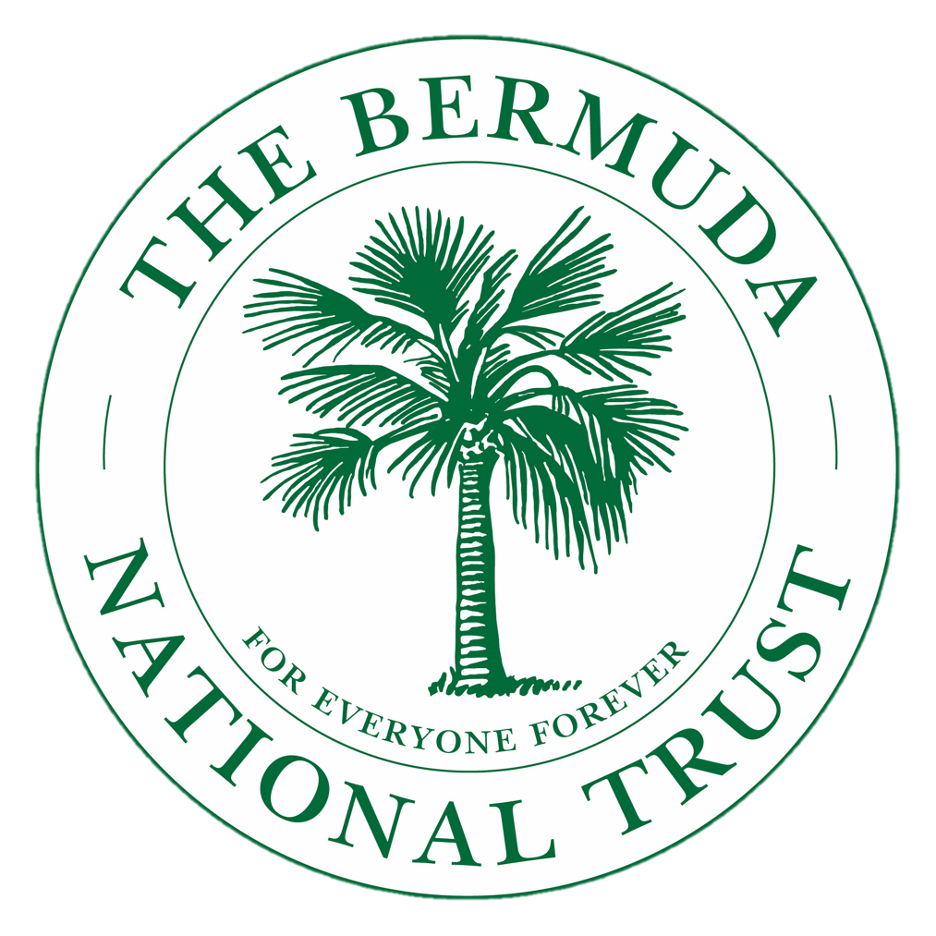 THE BERMUDA
NATIONAL TRUST
FOR EVERYONE FOREVER